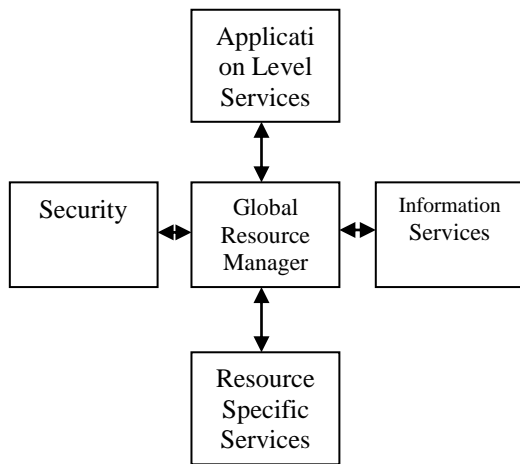 Applicati
on Level
Services
Security
Global
Resource
Manager
Information
Services
Resource
Specific
Services